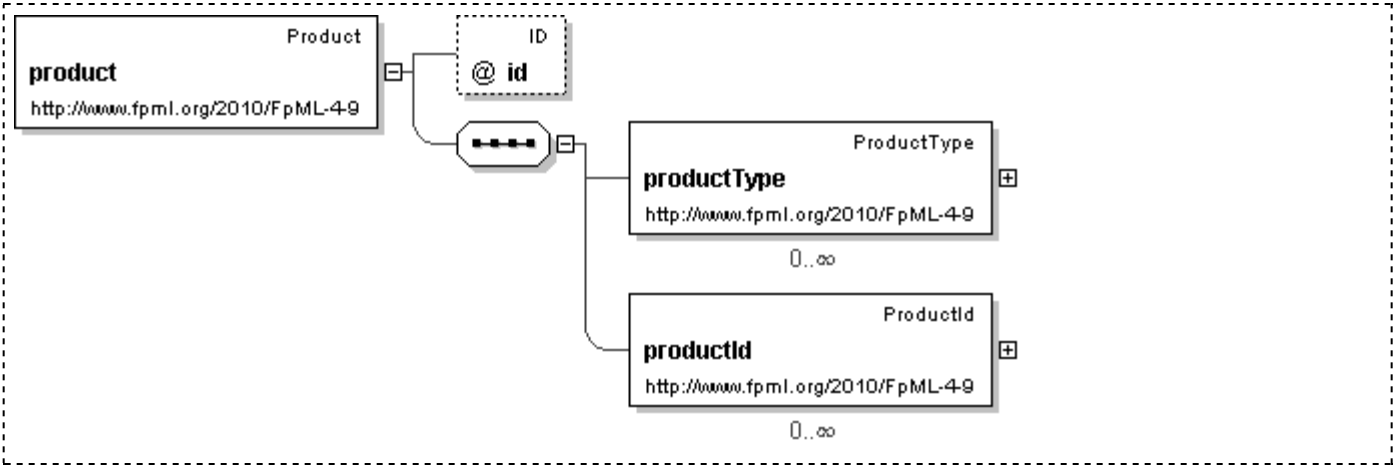 Product
product
http://www.fpml.org/2010/FpML-4-9
ID
@ id
ProductType
productType
http://www.fpml.org/2010/FpML-4-9
0..∞
ProductId
productId
http://www.fpml.org/2010/FpML-4-9
0..∞